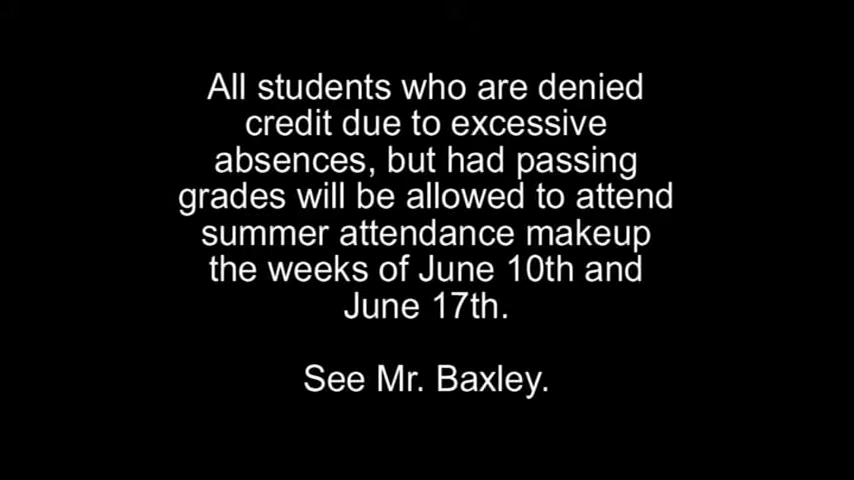 All students who are denied
credit due to excessive
absences, but had passing
grades will be allowed to attend
summer attendance makeup
the weeks of June 10th and
June 17th.
See Mr. Baxley.